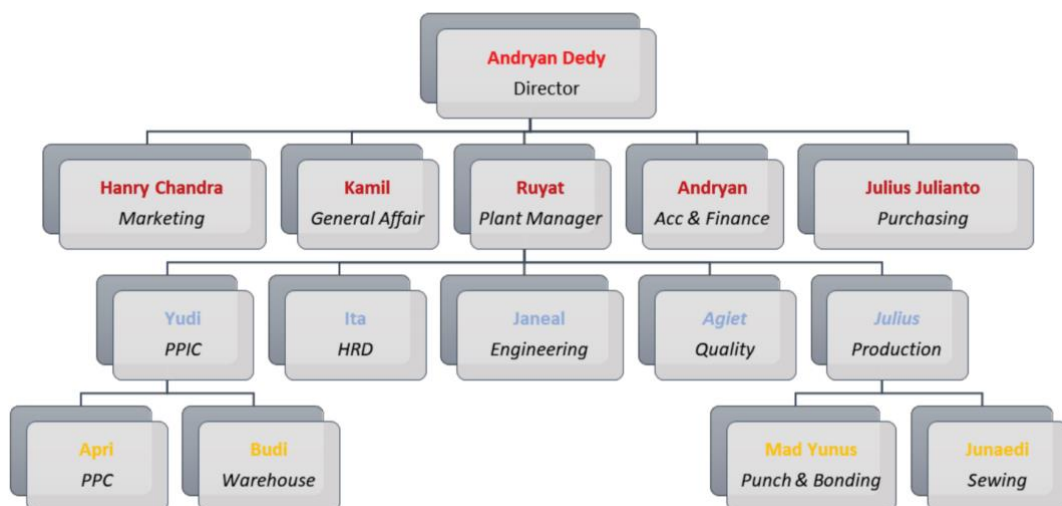 Andryan Dedy
Director
Hanry Chandra
Marketing
Kamil
General Affair
Ruyat
Plant Manager
Andryan
Acc & Finance
Julius Julianto
Purchasing
Yudi
PPIC
Ita
HRD
Janeal
Engineering
Agiet
Quality
Julius
Production
Apri
PPC
Budi
Warehouse
Mad Yunus
Punch & Bonding
Junaedi
Sewing